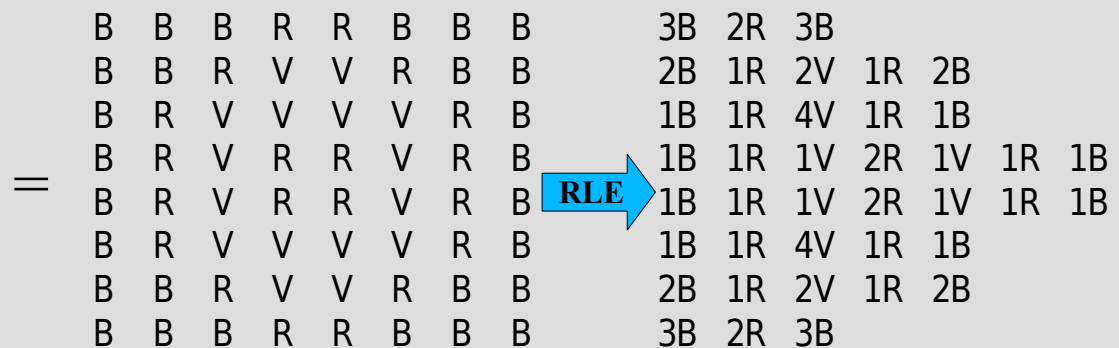 B B B R R B B B 3B 2R 3B
B B R V V R B B 2B 1R 2V 1R 2B
B R V V V V R B 1B 1R 4V 1R 1B
= B R V R R V R B 1B 1R 1V 2R 1V 1R 1B
B R V R R V R B RLE 1B 1R 1V 2R 1V 1R 1B
B R V V V V R B 1B 1R 4V 1R 1B
B B R V V R B B 2B 1R 2V 1R 2B
B B B R R B B B 3B 2R 3B